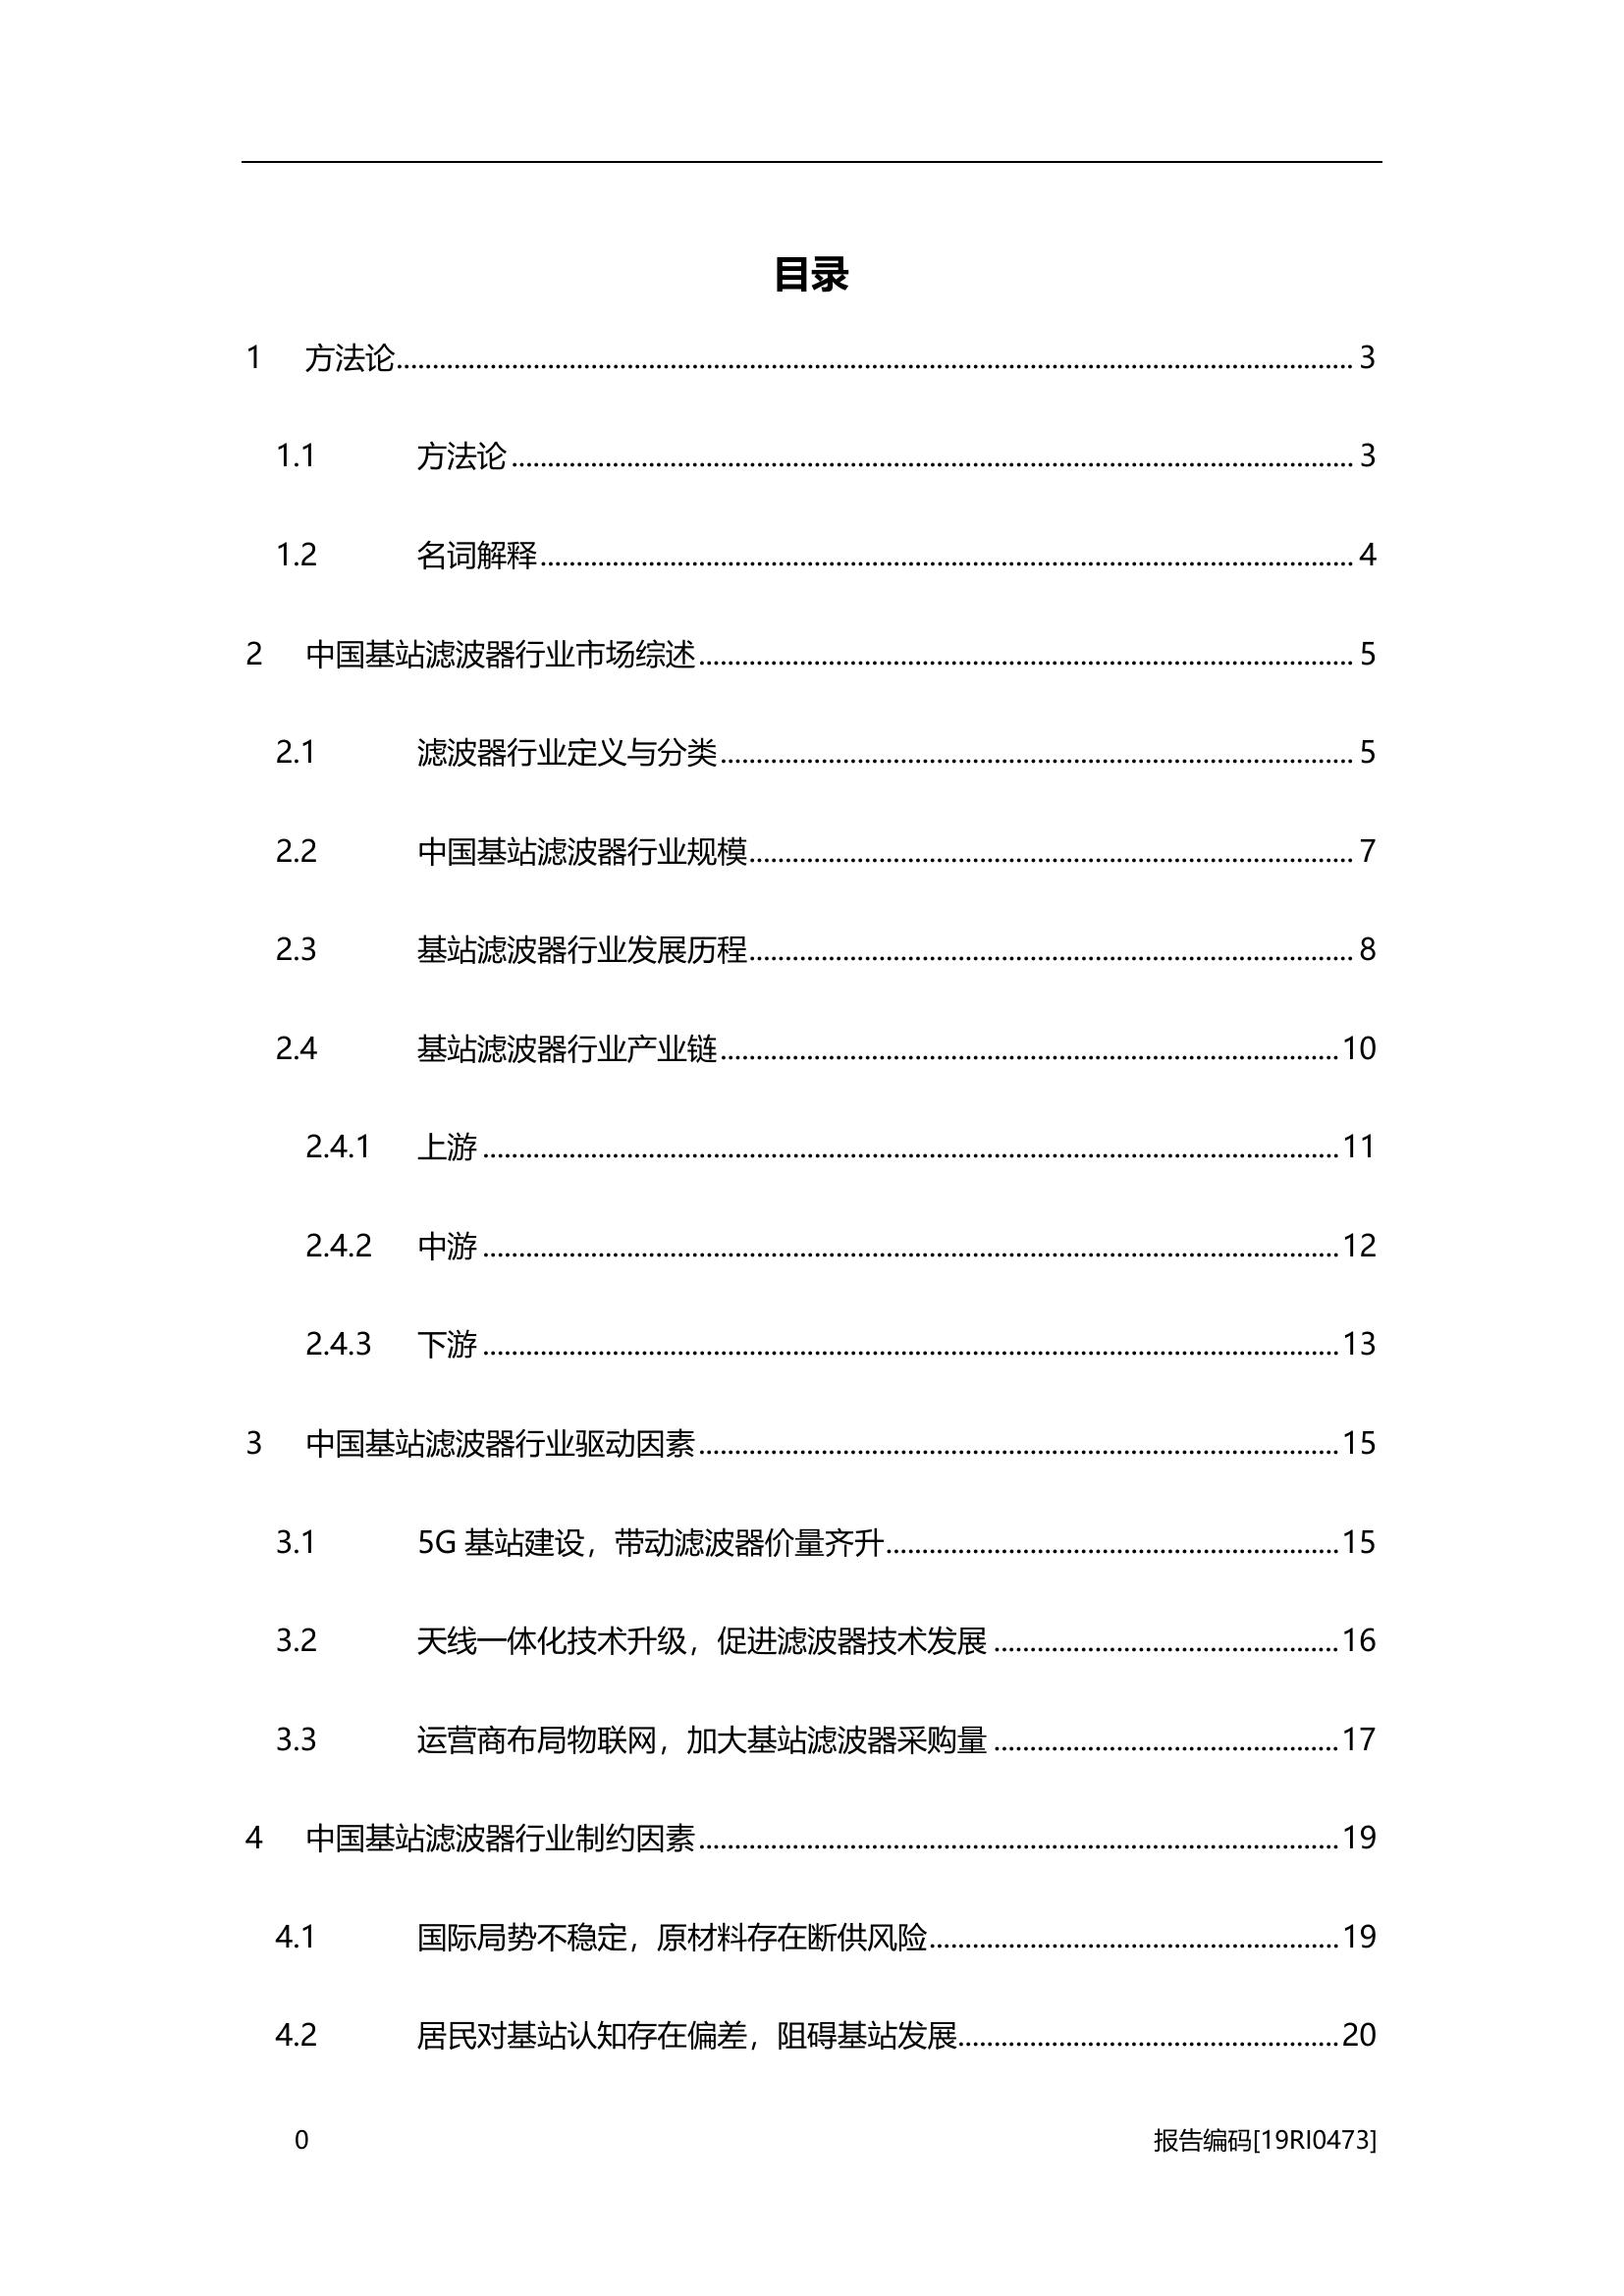 目录
1 方法论........ 3
1.1 方法论........ 3
1.2 名词解释........ 4
2 中国基站滤波器行业市场综述........ 5
2.1 滤波器行业定义与分类........ 5
2.2 中国基站滤波器行业规模........ 7
2.3 基站滤波器行业发展历程........ 8
2.4 基站滤波器行业产业链........ 10
2.4.1 上游........ 11
2.4.2 中游........ 12
2.4.3 下游........ 13
3 中国基站滤波器行业驱动因素........ 15
3.1 5G 基站建设，带动滤波器价量齐升........ 15
3.2 天线一体化技术升级，促进滤波器技术发展........ 16
3.3 运营商布局物联网，加大基站滤波器采购量........ 17
4 中国基站滤波器行业制约因素........ 19
4.1 国际局势不稳定，原材料存在断供风险........ 19
4.2 居民对基站认知存在偏差，阻碍基站发展........ 20
0 报告编码[19RI0473]